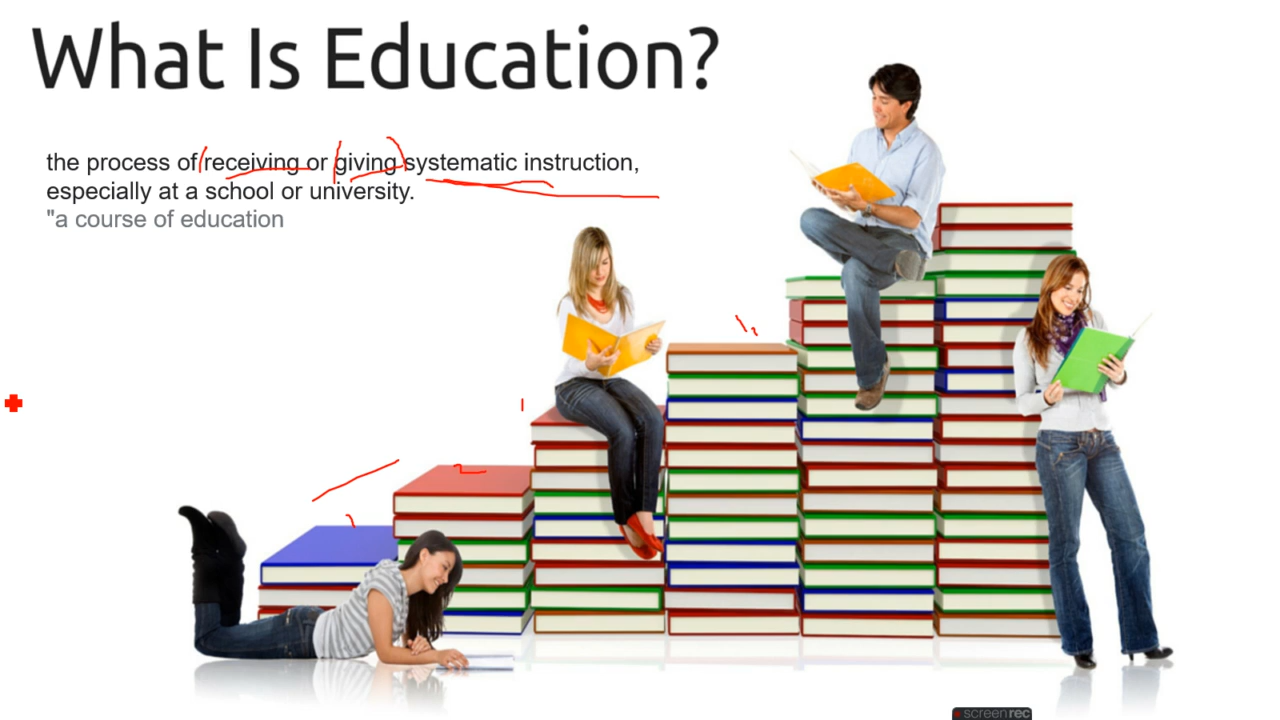 What Is Education?
the process of receiving or giving systematic instruction,
especially at a school or university.
"a course of education
screenrec